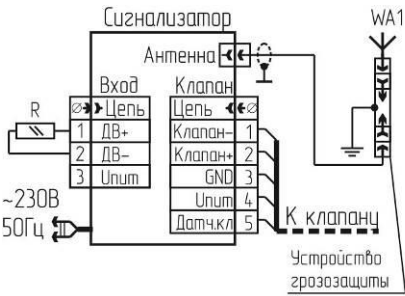 Сигнализатор
WA1
Антенна
Вход
Клапан
R
Цепь
Цепь
1 ДВ+
Клапан– 1
2 ДВ–
Клапан+ 2
3 Uпит
GND 3
~230В
50Гц
Uпит 4
Датч.кл 5
К клапану
Устройство
грозозащиты